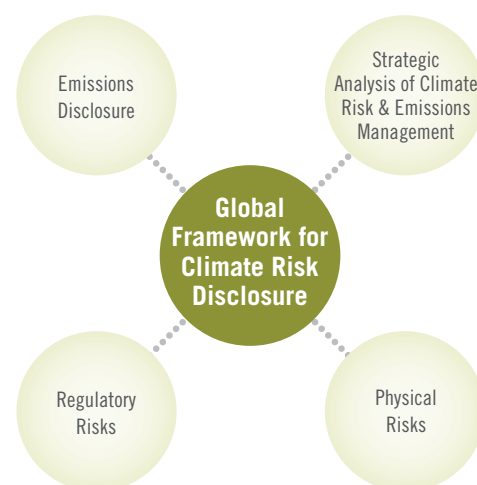 Emissions
Disclosure
Strategic
Analysis of Climate
Risk & Emissions
Management
Global
Framework for
Climate Risk
Disclosure
Regulatory
Risks
Physical
Risks